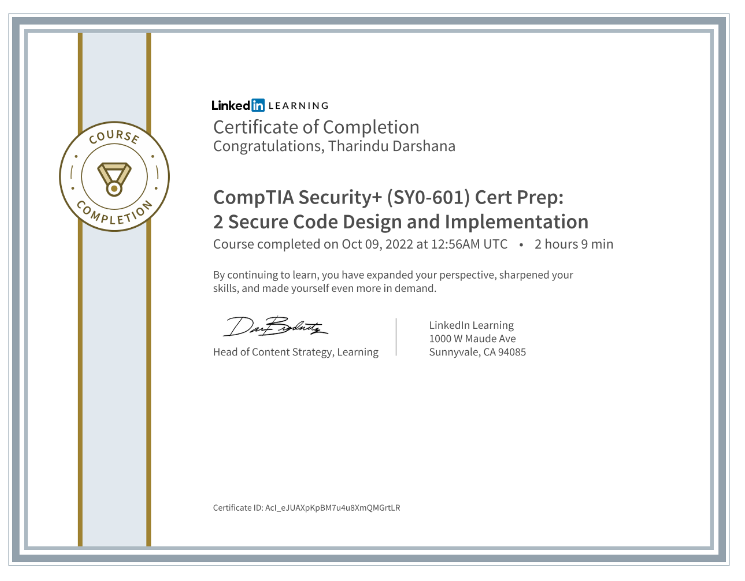 LinkedIn LEARNING
Certificate of Completion
Congratulations, Tharindu Darshana
COURSE
COMPLETION
CompTIA Security+ (SY0-601) Cert Prep:
2 Secure Code Design and Implementation
Course completed on Oct 09, 2022 at 12:56AM UTC • 2 hours 9 min
By continuing to learn, you have expanded your perspective, sharpened your
skills, and made yourself even more in demand.
Head of Content Strategy, Learning
LinkedIn Learning
1000 W Maude Ave
Sunnyvale, CA 94085
Certificate ID: AcI_eJUAXpKpBM7u4u8XmQMGrtLR